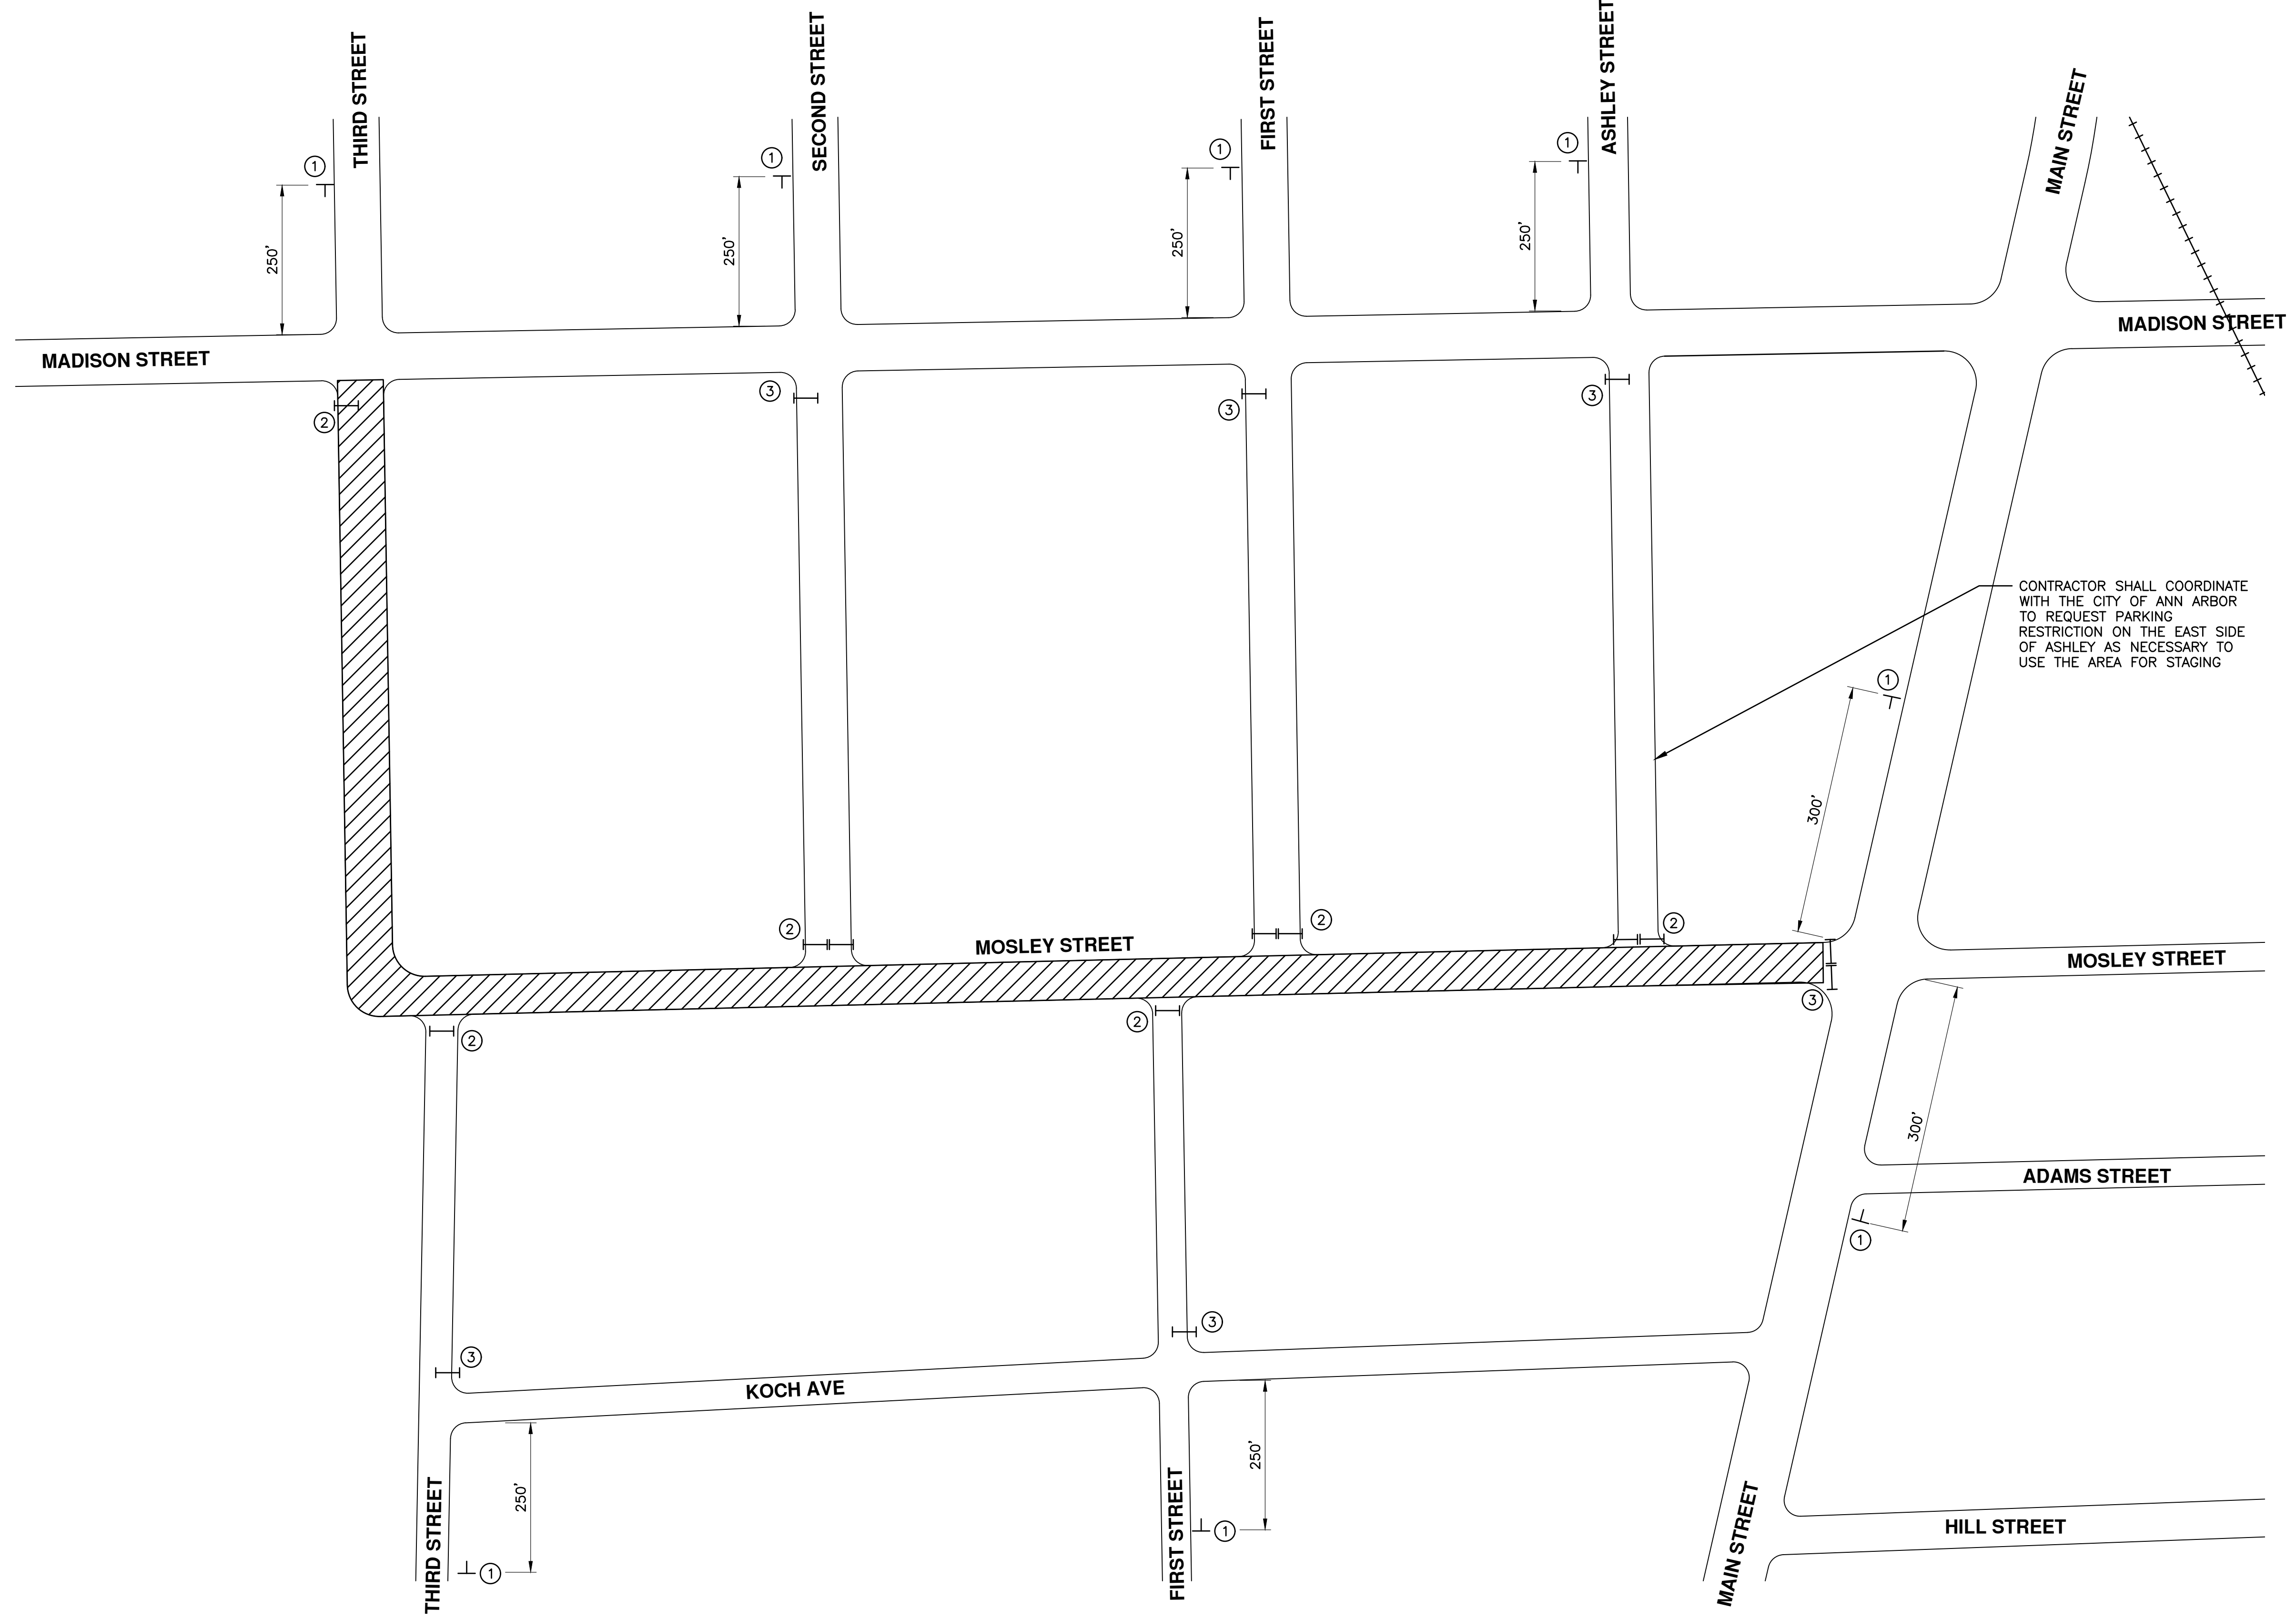 THIRD STREET
SECOND STREET
FIRST STREET
ASHLEY STREET
MAIN STREET
1
1
1
1
250'
250'
250'
250'
MADISON STREET
MADISON STREET
2
3
3
3
CONTRACTOR SHALL COORDINATE
WITH THE CITY OF ANN ARBOR
TO REQUEST PARKING
RESTRICTION ON THE EAST SIDE
OF ASHLEY AS NECESSARY TO
USE THE AREA FOR STAGING
1
300'
2
MOSLEY STREET
2
2
MOSLEY STREET
3
2
2
300'
ADAMS STREET
1
3
3
KOCH AVE
250'
250'
THIRD STREET
1
FIRST STREET
1
MAIN STREET
HILL STREET